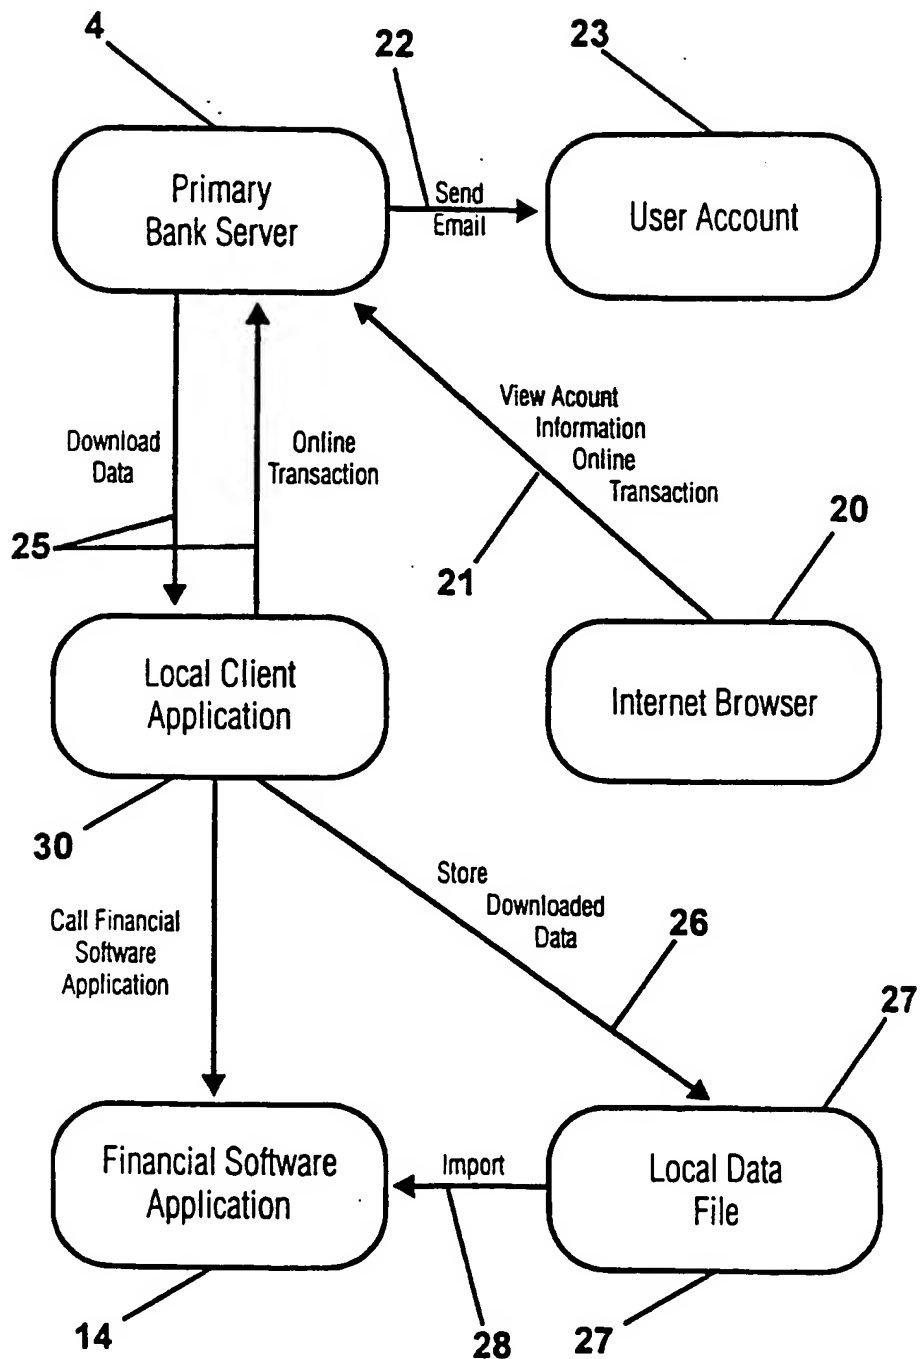 4
22
23
Primary
Bank Server
Send
Email
User Account
View Acount
Information
Online
Transaction
Download
Data
Online
Transaction
25
21
20
Local Client
Application
Internet Browser
30
Store
Downloaded
Data
26
Call Financial
Software
Application
27
Financial Software
Application
Import
Local Data
File
14
28
27